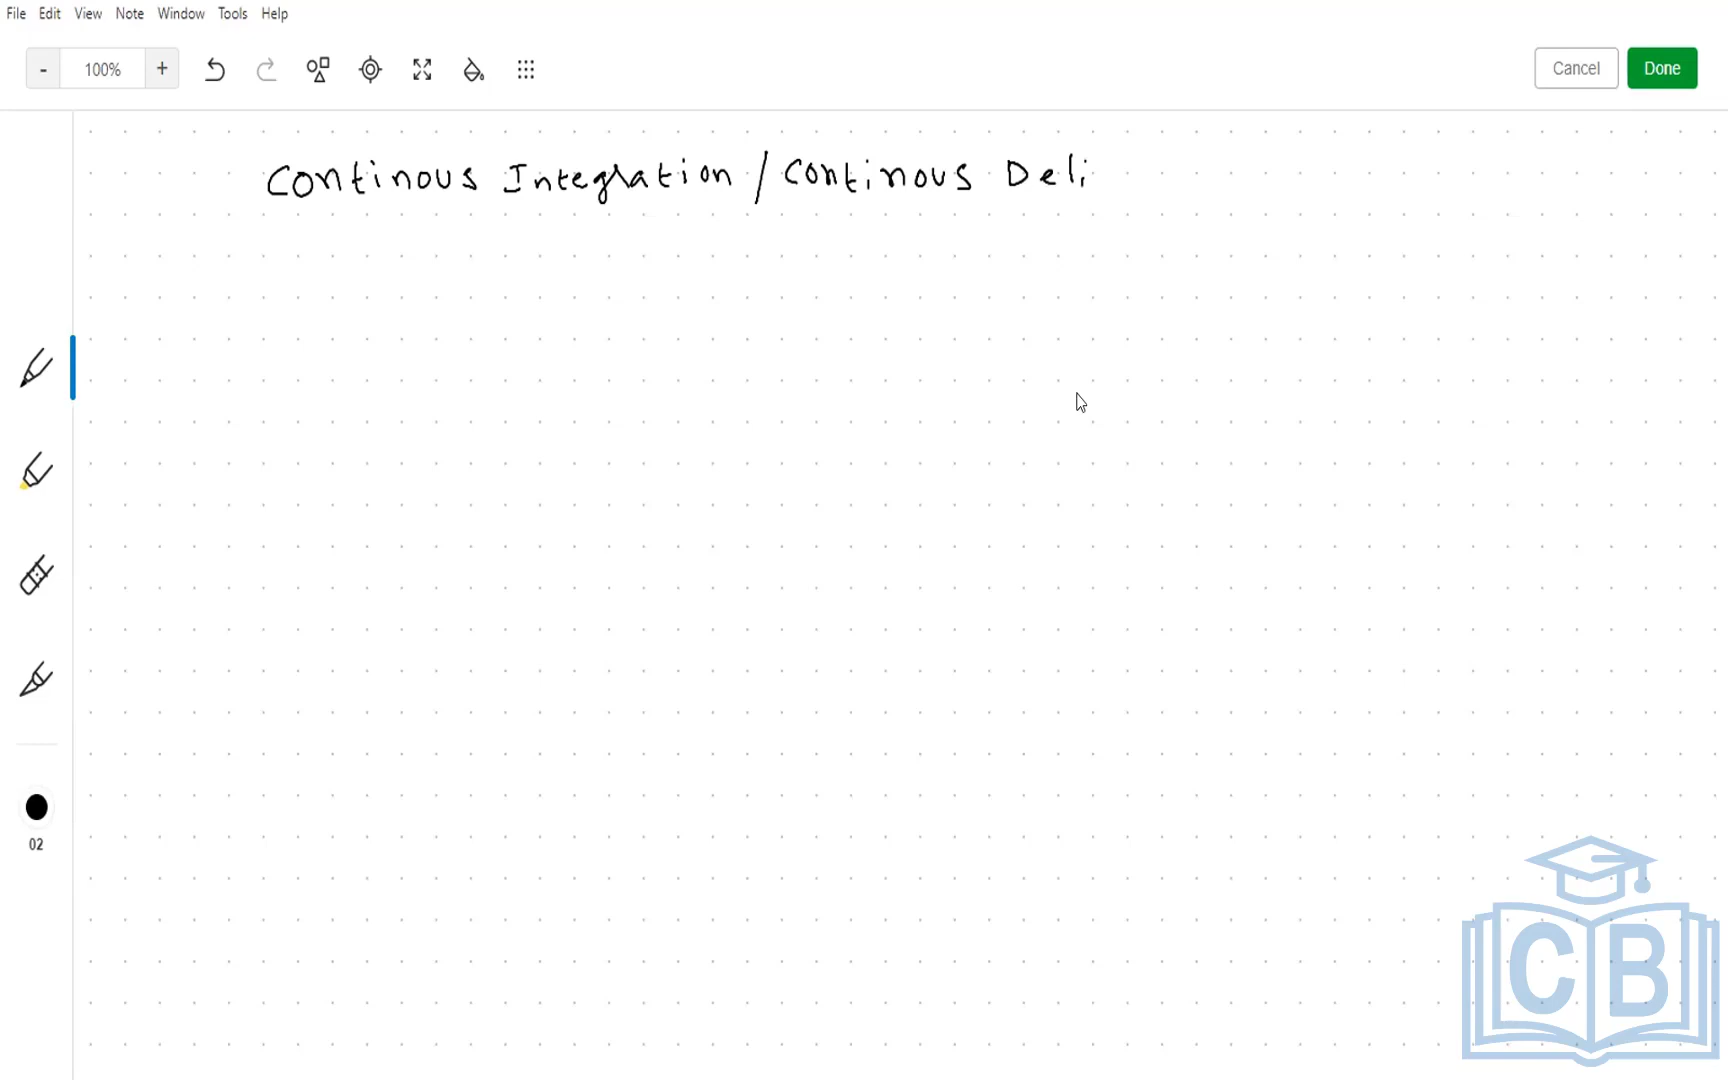 File Edit View Note Window Tools Help
- 100% + Cancel Done
Continous Integration / Continous Deli
02
CB